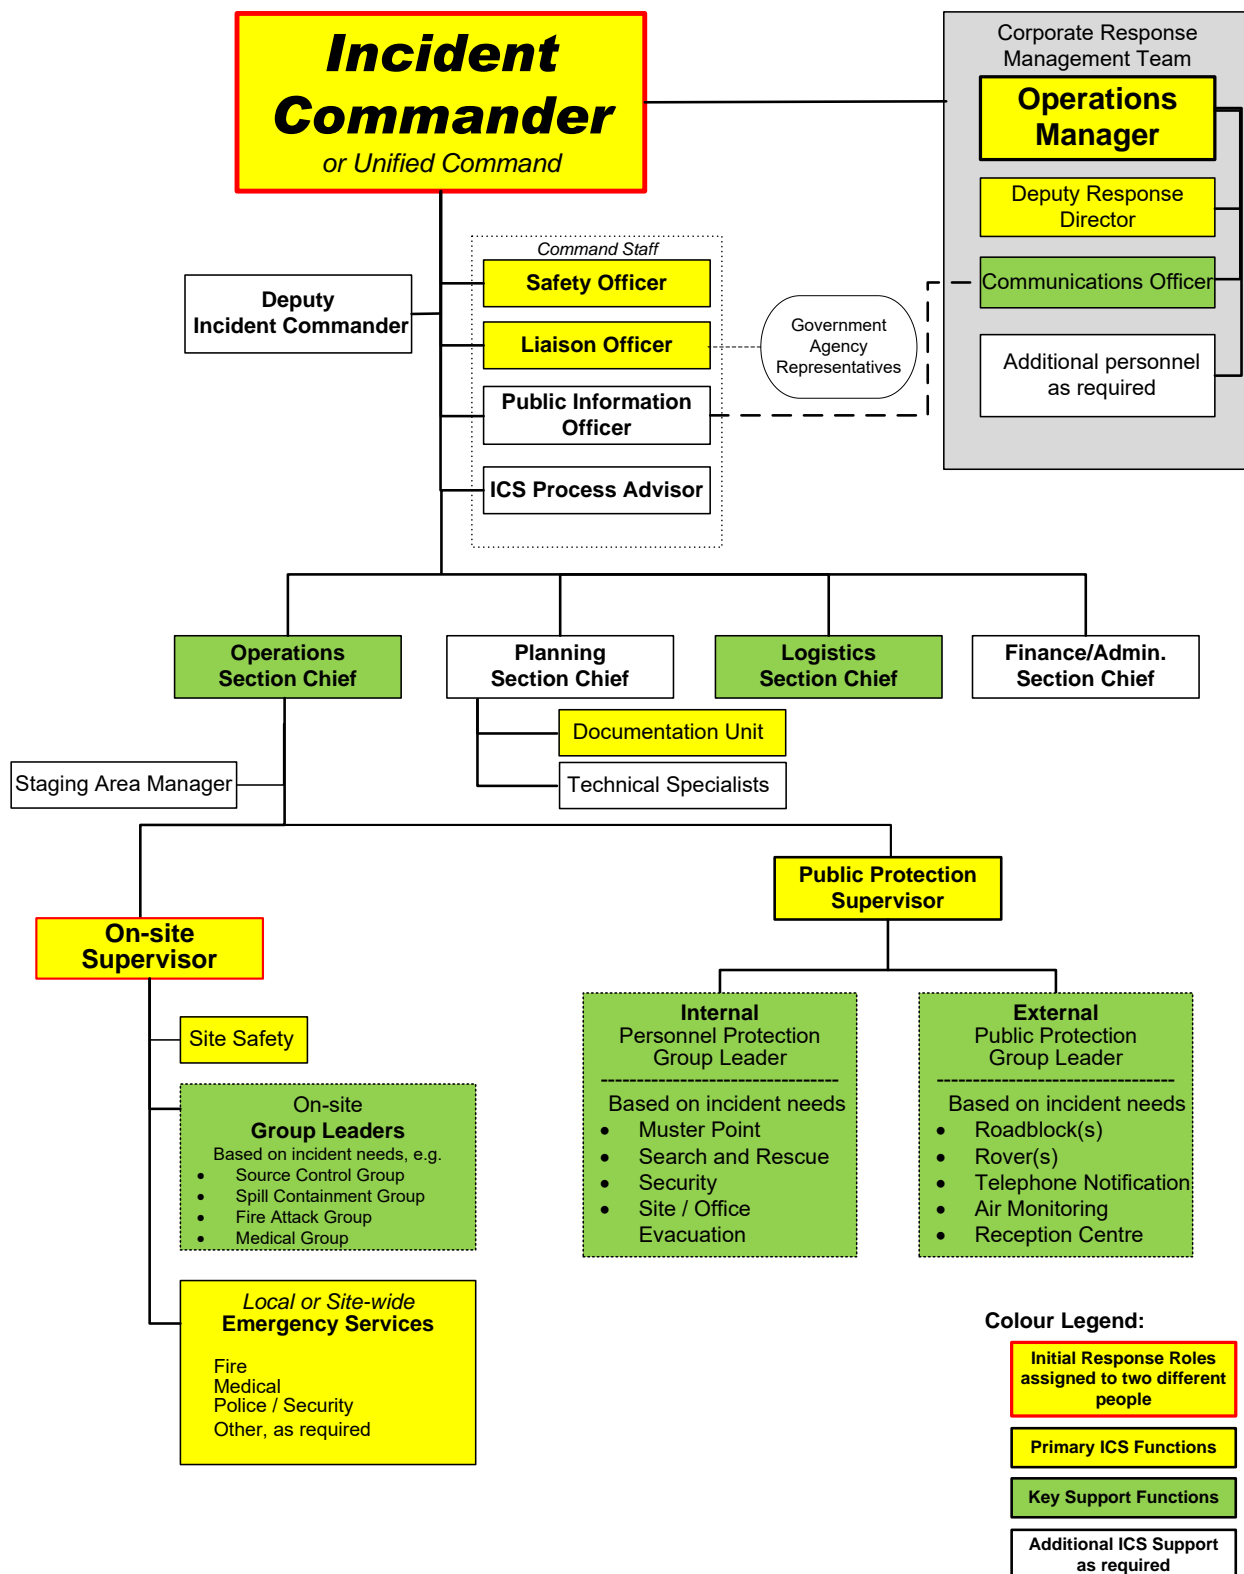 Incident
Commander
or Unified Command
Corporate Response
Management Team
Operations
Manager
Deputy Response
Director
Communications Officer
Additional personnel
as required
Command Staff
Safety Officer
Deputy
Incident Commander
Liaison Officer
Government
Agency
Representatives
Public Information
Officer
ICS Process Advisor
Operations
Section Chief
Planning
Section Chief
Logistics
Section Chief
Finance/Admin.
Section Chief
Documentation Unit
Staging Area Manager
Technical Specialists
Public Protection
Supervisor
On-site
Supervisor
Site Safety
On-site
Group Leaders
Based on incident needs, e.g.
• Source Control Group
• Spill Containment Group
• Fire Attack Group
• Medical Group
Local or Site-wide
Emergency Services
Fire
Medical
Police / Security
Other, as required
Internal
Personnel Protection
Group Leader
---------------------------------
Based on incident needs
• Muster Point
• Search and Rescue
• Security
• Site / Office
Evacuation
External
Public Protection
Group Leader
---------------------------------
Based on incident needs
• Roadblock(s)
• Rover(s)
• Telephone Notification
• Air Monitoring
• Reception Centre
Colour Legend:
Initial Response Roles
assigned to two different
people
Primary ICS Functions
Key Support Functions
Additional ICS Support
as required